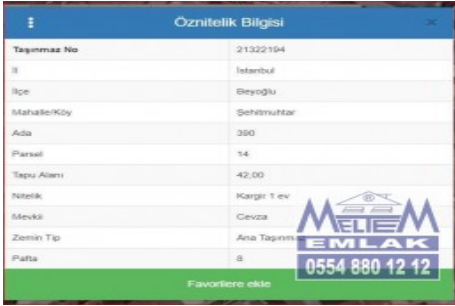 Öznitelik Bilgisi
Taşınmaz No 21322194
İl İstanbul
İlçe Beyoğlu
Mahalle/Köy Şehitmuhtar
Ada 390
Parsel 14
Tapu Alanı 42,00
Nitelik Kargir 1 ev
Mevkii Cevza
Zemin Tip Ana Taşınmaz
Pafta 8
MELTEM
EMLAK
0554 880 12 12
Favorilere ekle